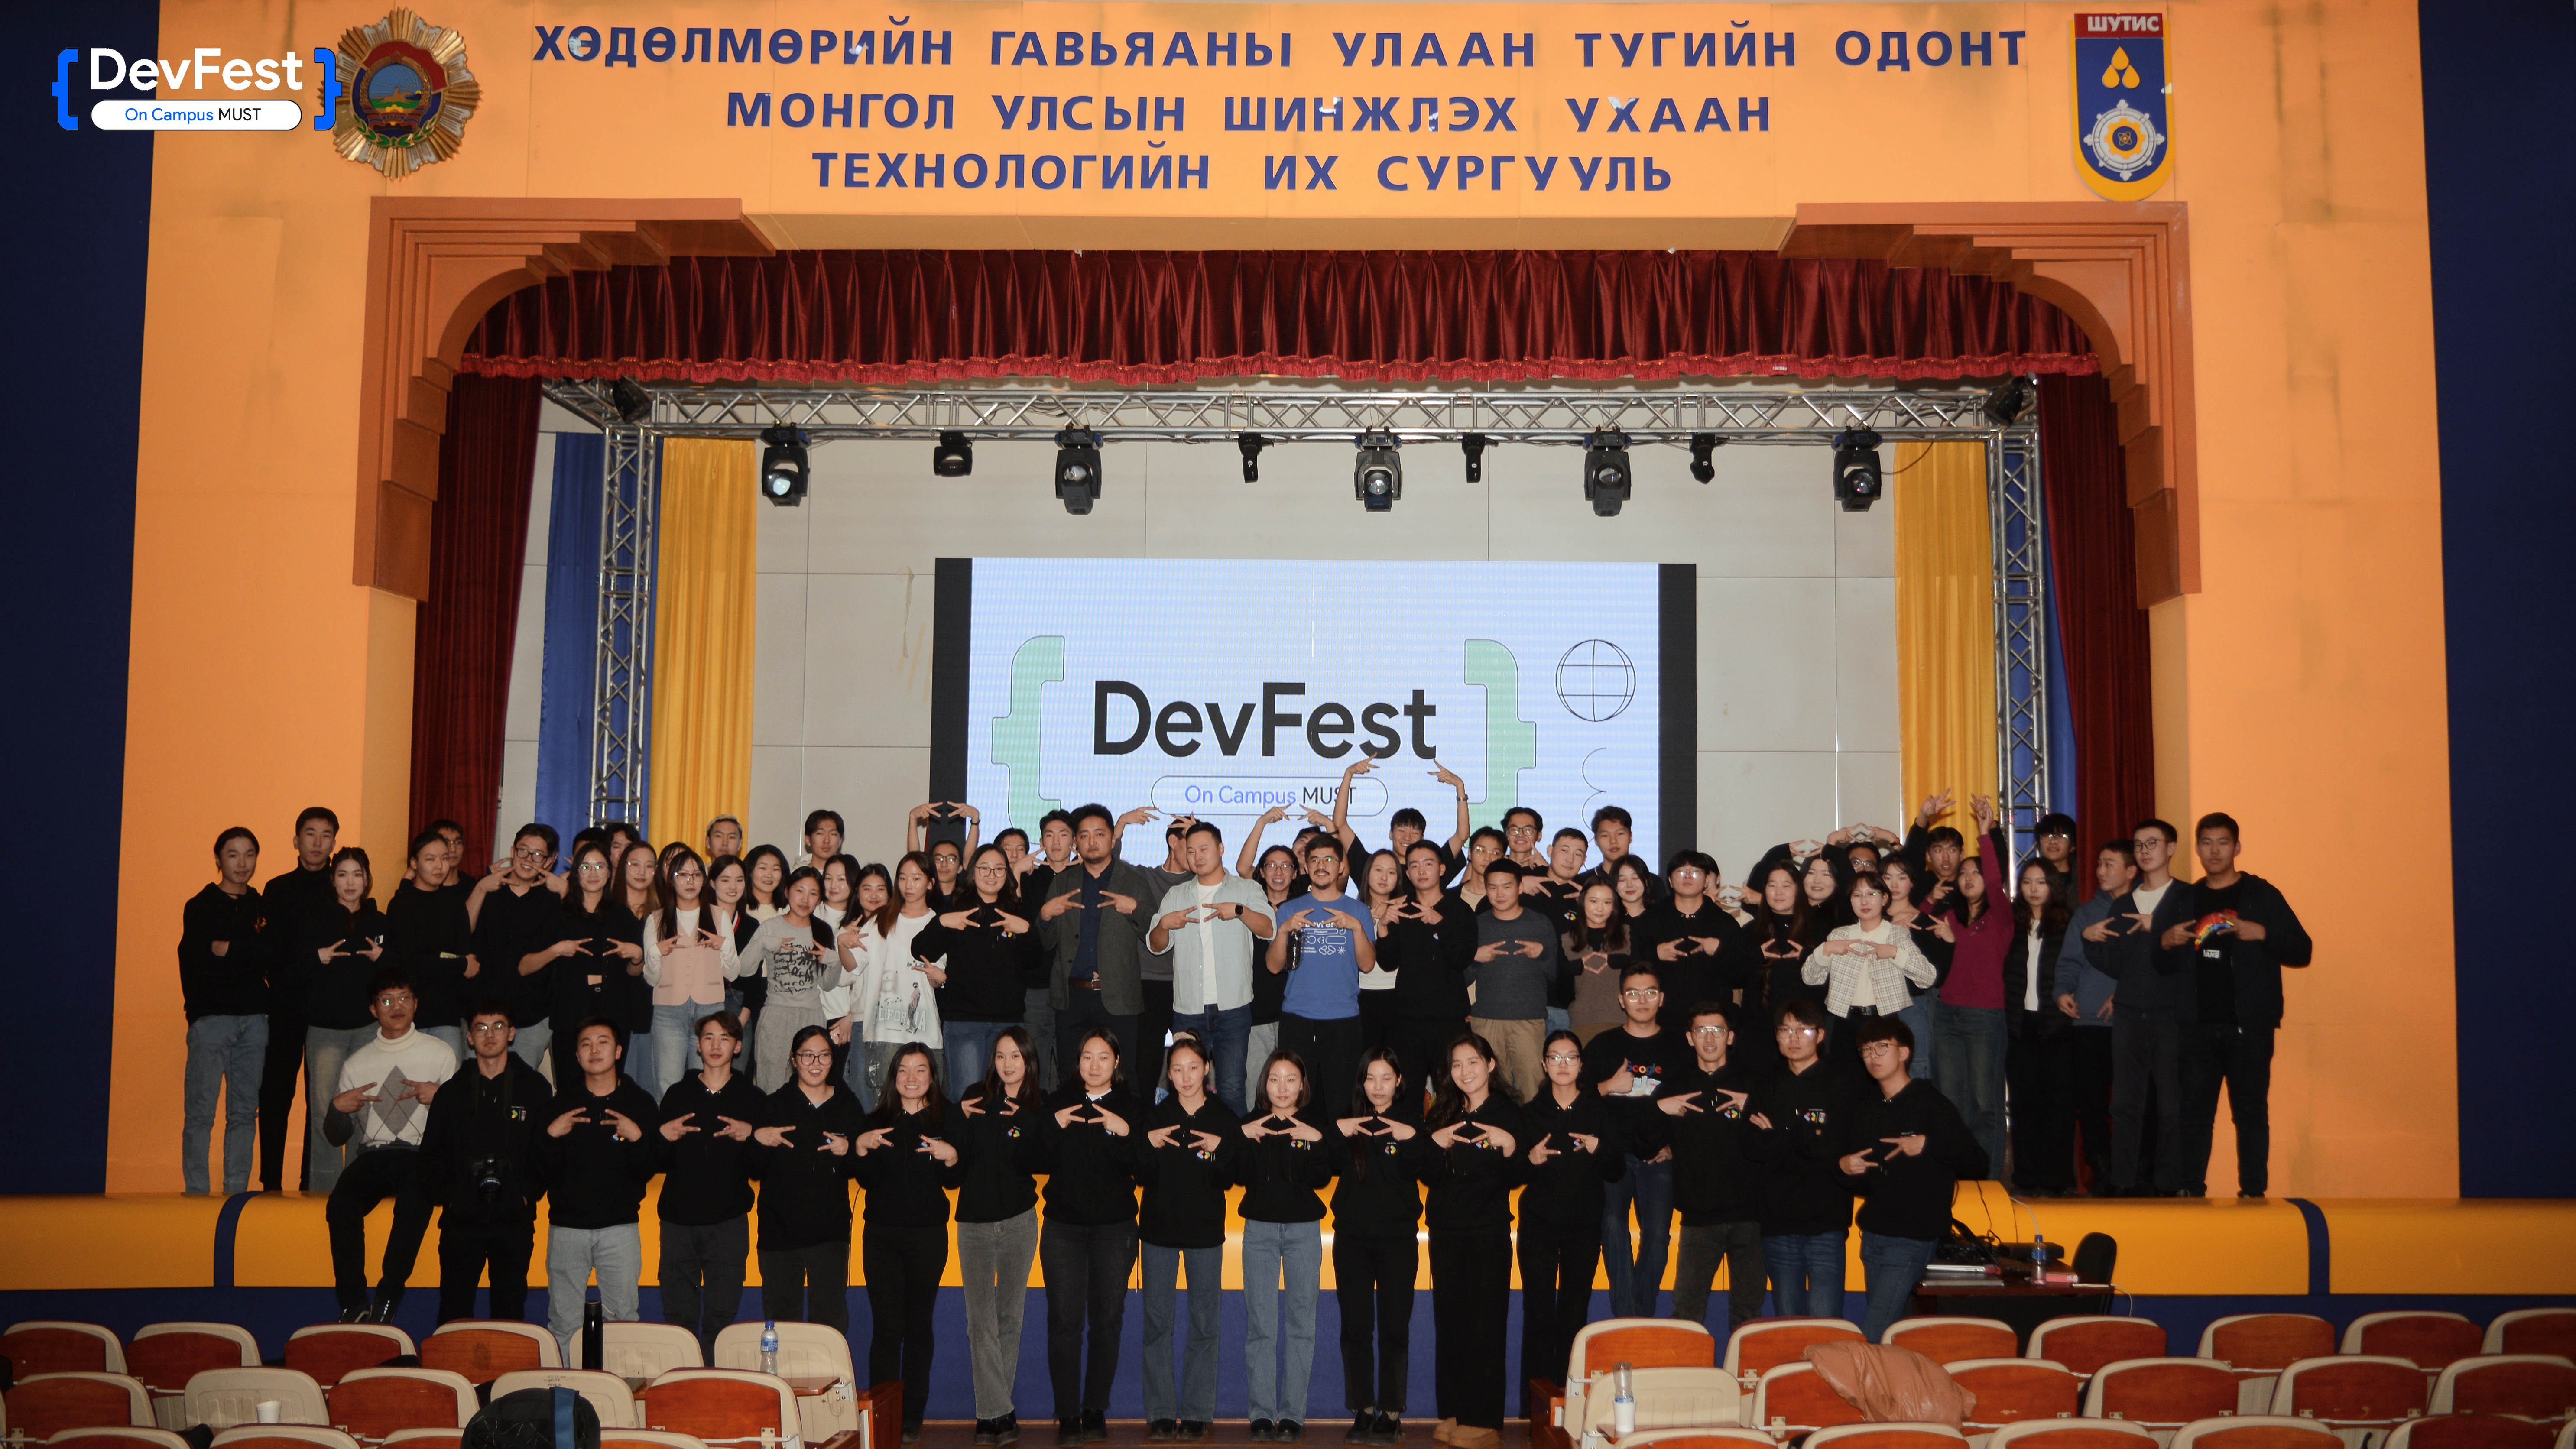 DevFest
On Campus MUST
ХӨДӨЛМӨРИЙН ГАВЬЯАНЫ УЛААН ТУГИЙН ОДОНТ
МОНГОЛ УЛСЫН ШИНЖЛЭХ УХААН
ТЕХНОЛОГИЙН ИХ СУРГУУЛЬ
ШУТИС
DevFest
On Campus MUST
Google